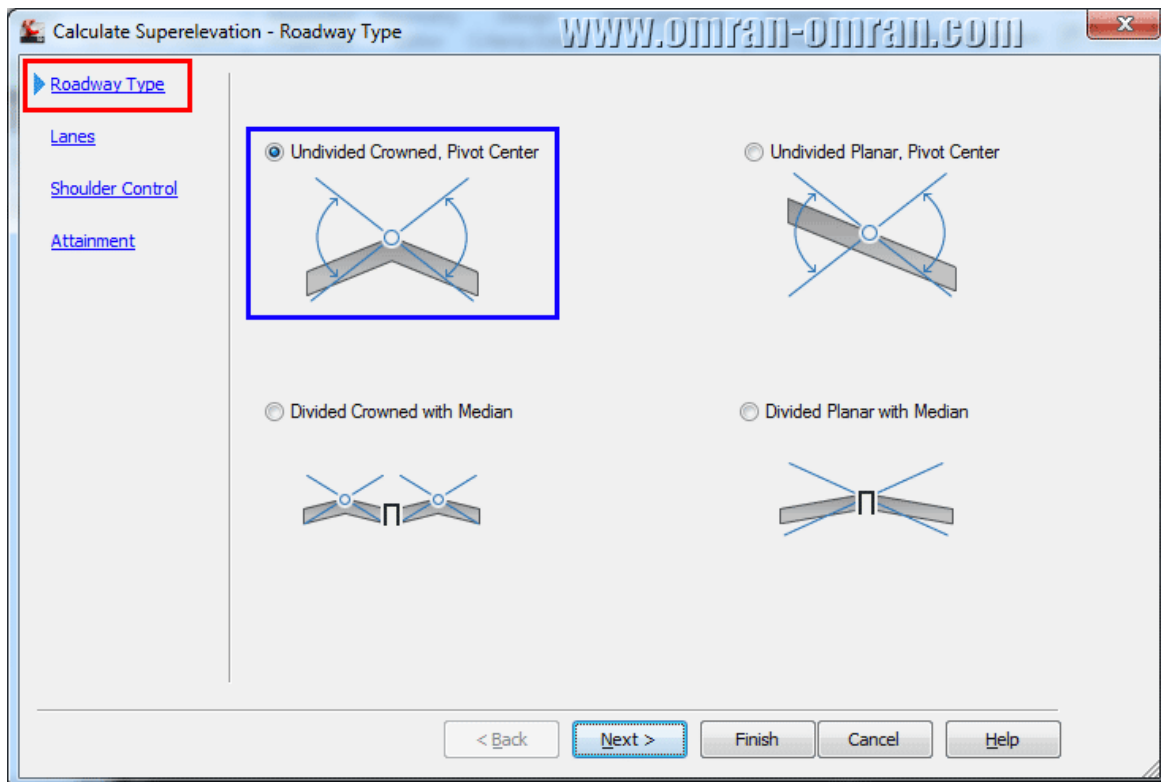 Calculate Superelevation - Roadway Type
www.omran-omran.com
Roadway Type
Lanes
Shoulder Control
Attainment
Undivided Crowned, Pivot Center
Undivided Planar, Pivot Center
Divided Crowned with Median
Divided Planar with Median
< Back
Next >
Finish
Cancel
Help